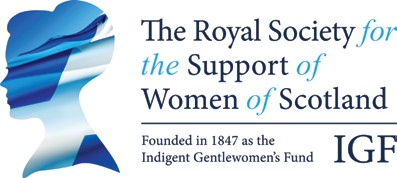 The Royal Society for
the Support of
Women of Scotland
Founded in 1847 as the
Indigent Gentlewomen's Fund
IGF